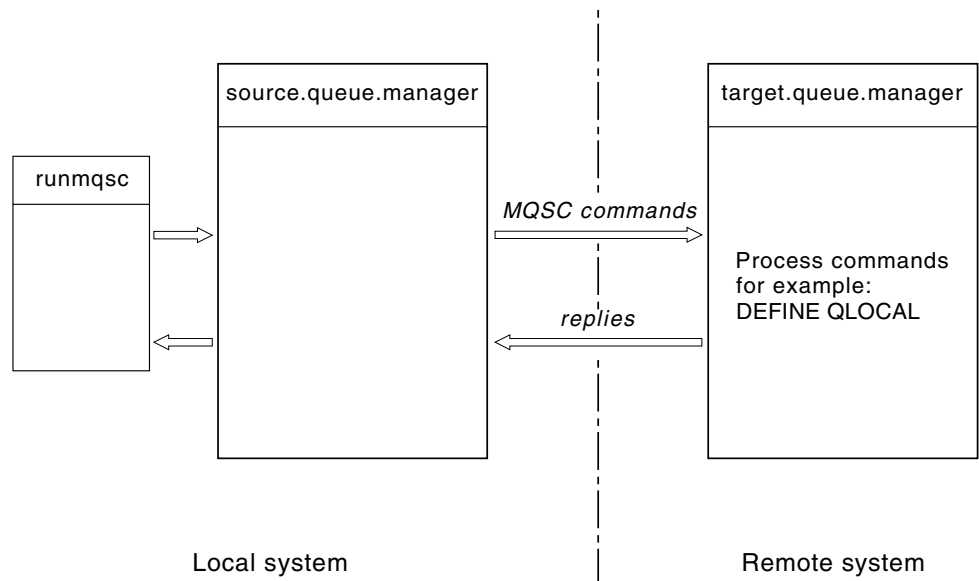 source.queue.manager
target.queue.manager
runmqsc
MQSC commands
Process commands
for example:
DEFINE QLOCAL
replies
Local system
Remote system